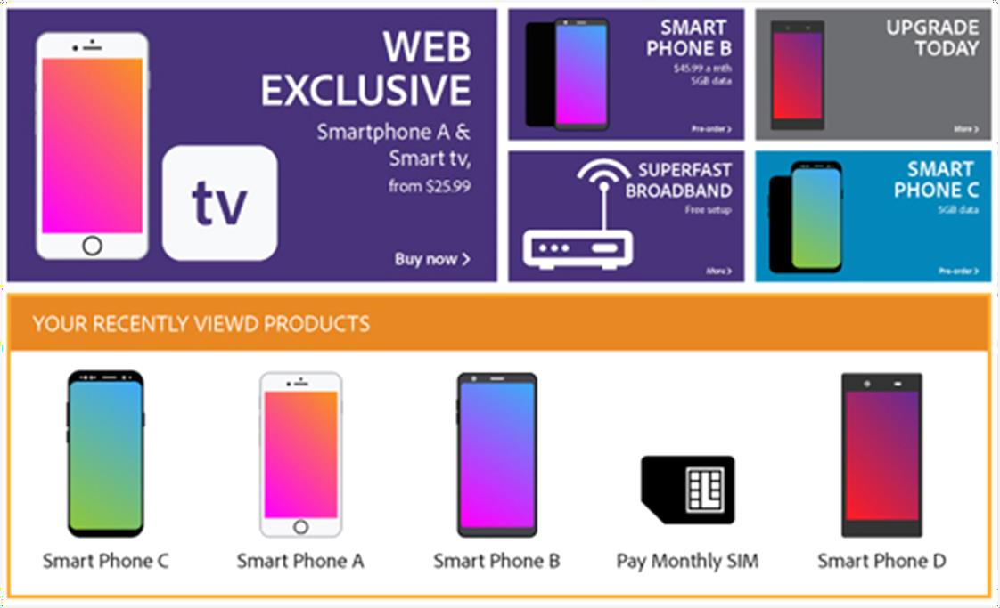 WEB
EXCLUSIVE
Smartphone A &
Smart tv,
from $25.99
tv
Buy now >
SMART
PHONE B
$45.99 a mth
5GB data
Pre-order >
UPGRADE
TODAY
More >
SUPERFAST
BROADBAND
Free setup
More >
SMART
PHONE C
5GB data
Pre-order >
YOUR RECENTLY VIEWD PRODUCTS
Smart Phone C
Smart Phone A
Smart Phone B
Pay Monthly SIM
Smart Phone D